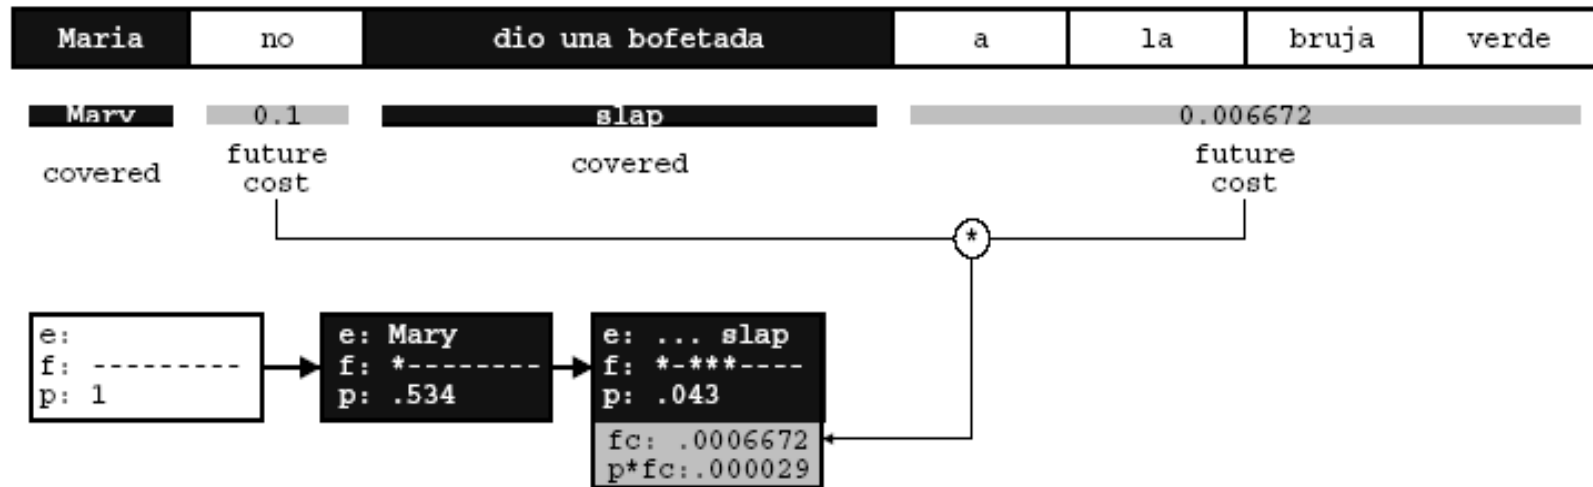 Maria no dio una bofetada a la bruja verde
Mary 0.1 slap 0.006672
covered future cost covered future cost
*
e:
f: ---------
p: 1
e: Mary
f: *--------
p: .534
e: ... slap
f: *-***----
p: .043
fc: .0006672
p*fc:.000029